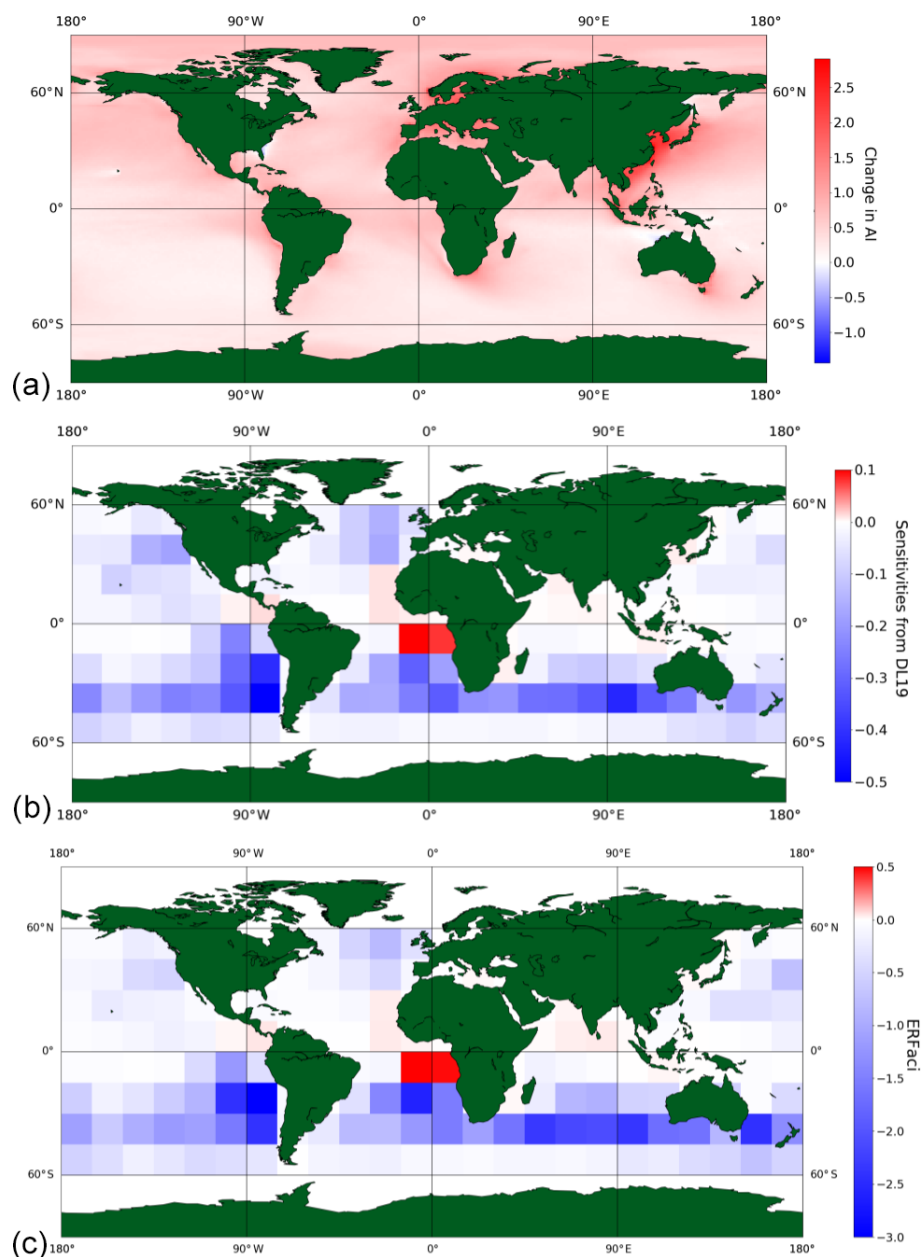 180° 90°W 0° 90°E 180°
60°N
0°
60°S
180° 90°W 0° 90°E 180°
2.5
2.0
1.5
1.0
0.5
0.0
−0.5
−1.0
Change in AI
(a)
180° 90°W 0° 90°E 180°
60°N 60°N
0° 0°
60°S 60°S
180° 90°W 0° 90°E 180°
0.1
0.0
−0.1
−0.2
−0.3
−0.4
−0.5
Sensitivities from DL19
(b)
180° 90°W 0° 90°E 180°
60°N 60°N
0° 0°
60°S 60°S
180° 90°W 0° 90°E 180°
0.5
0.0
−0.5
−1.0
−1.5
−2.0
−2.5
−3.0
ERFaci
(c)